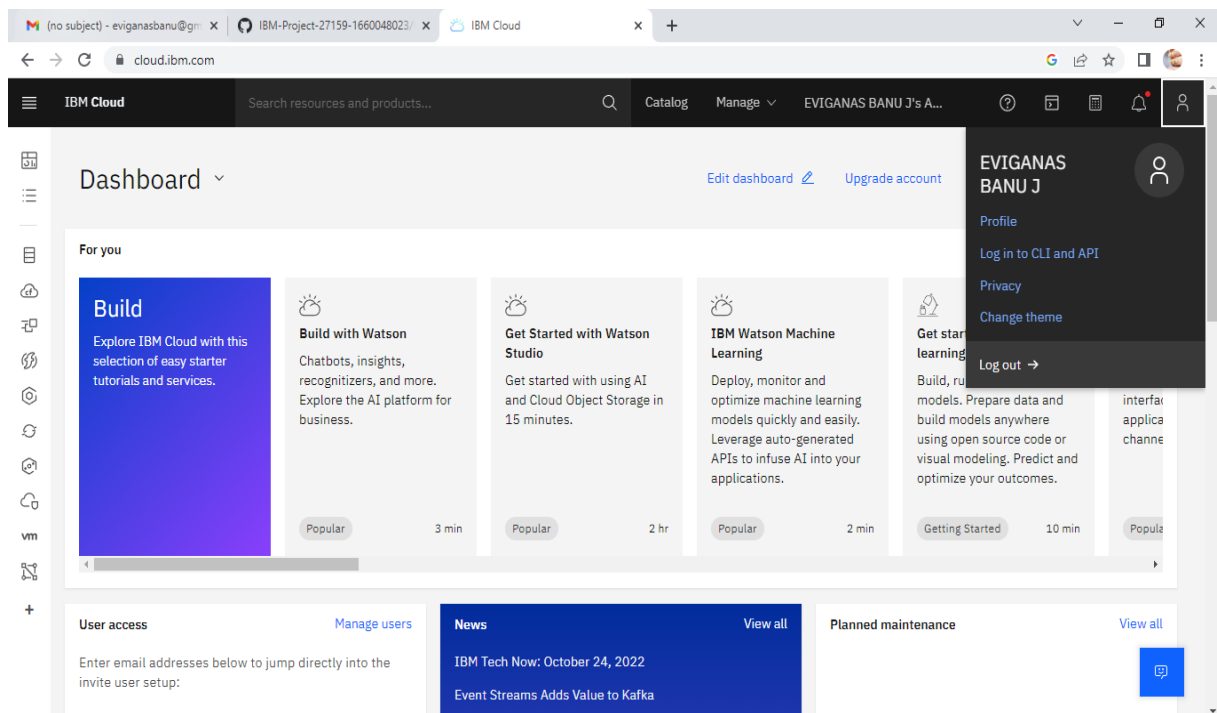 (no subject) - eviganasbanu@gm
IBM-Project-27159-1660048023/
IBM Cloud
cloud.ibm.com
IBM Cloud
Search resources and products...
Catalog
Manage
EVIGANAS BANU J's A...
EVIGANAS
BANU J
Profile
Log in to CLI and API
Privacy
Change theme
Log out →
Dashboard
Edit dashboard
Upgrade account
For you
Build
Explore IBM Cloud with this
selection of easy starter
tutorials and services.
Build with Watson
Chatbots, insights,
recognizers, and more.
Explore the AI platform for
business.
Popular
3 min
Get Started with Watson
Studio
Get started with using AI
and Cloud Object Storage in
15 minutes.
Popular
2 hr
IBM Watson Machine
Learning
Deploy, monitor and
optimize machine learning
models quickly and easily.
Leverage auto-generated
APIs to infuse AI into your
applications.
Popular
2 min
Get star
learning
Build, ru
models. Prepare data and
build models anywhere
using open source code or
visual modeling. Predict and
optimize your outcomes.
Getting Started
10 min
interfac
applica
channe
Popula
vm
User access
Manage users
Enter email addresses below to jump directly into the
invite user setup:
News
View all
IBM Tech Now: October 24, 2022
Event Streams Adds Value to Kafka
Planned maintenance
View all